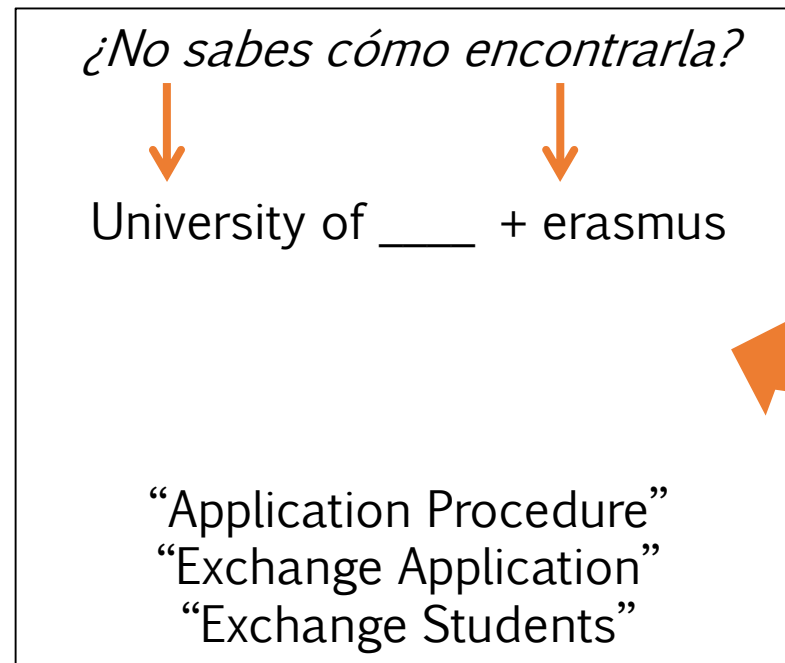 ¿No sabes cómo encontrarla?
University of ____ + erasmus
“Application Procedure”
“Exchange Application”
“Exchange Students”